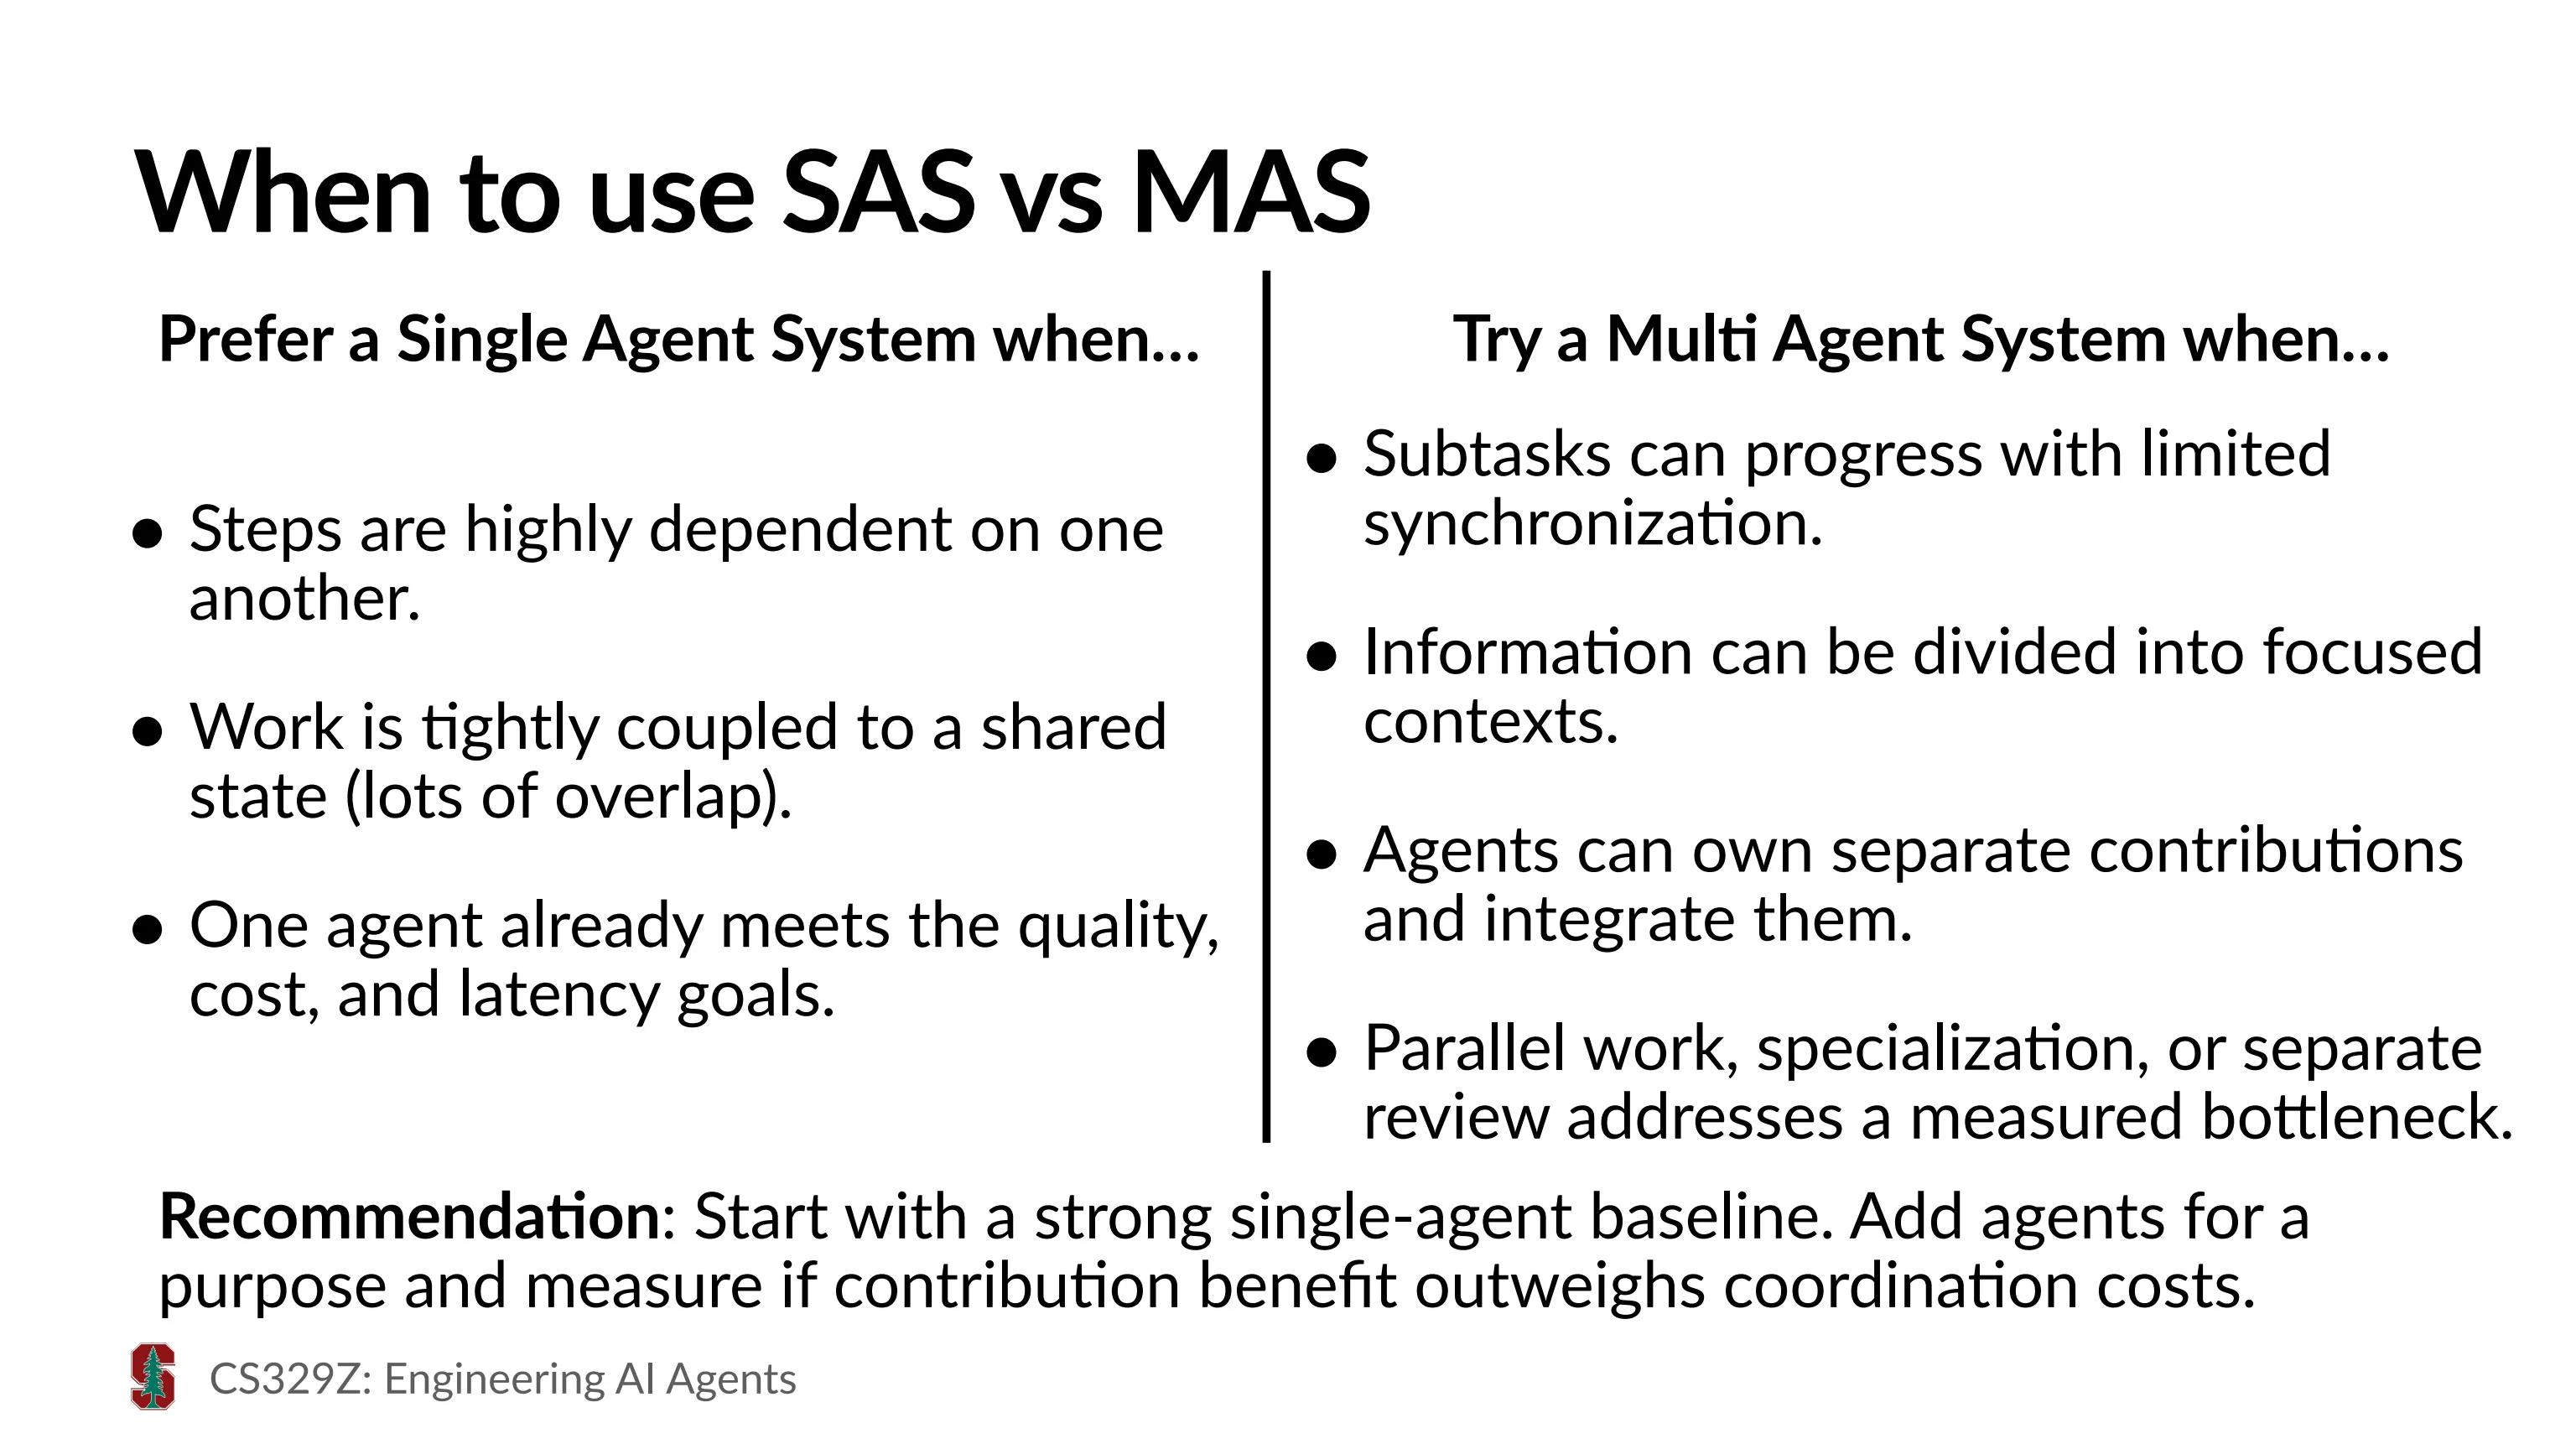 When to use SAS vs MAS
Prefer a Single Agent System when...
● Steps are highly dependent on one
another.
● Work is tightly coupled to a shared
state (lots of overlap).
● One agent already meets the quality,
cost, and latency goals.
Try a Multi Agent System when...
● Subtasks can progress with limited
synchronization.
● Information can be divided into focused
contexts.
● Agents can own separate contributions
and integrate them.
● Parallel work, specialization, or separate
review addresses a measured bottleneck.
Recommendation: Start with a strong single-agent baseline. Add agents for a
purpose and measure if contribution benefit outweighs coordination costs.
CS329Z: Engineering AI Agents